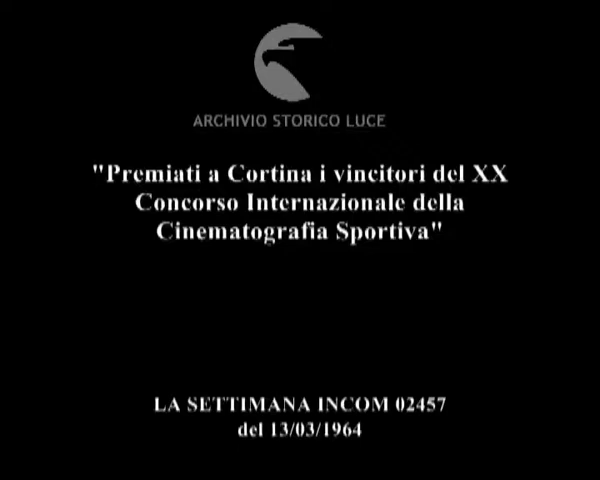 ARCHIVIO STORICO LUCE
"Premiati a Cortina i vincitori del XX
Concorso Internazionale della
Cinematografia Sportiva"
LA SETTIMANA INCOM 02457
del 13/03/1964